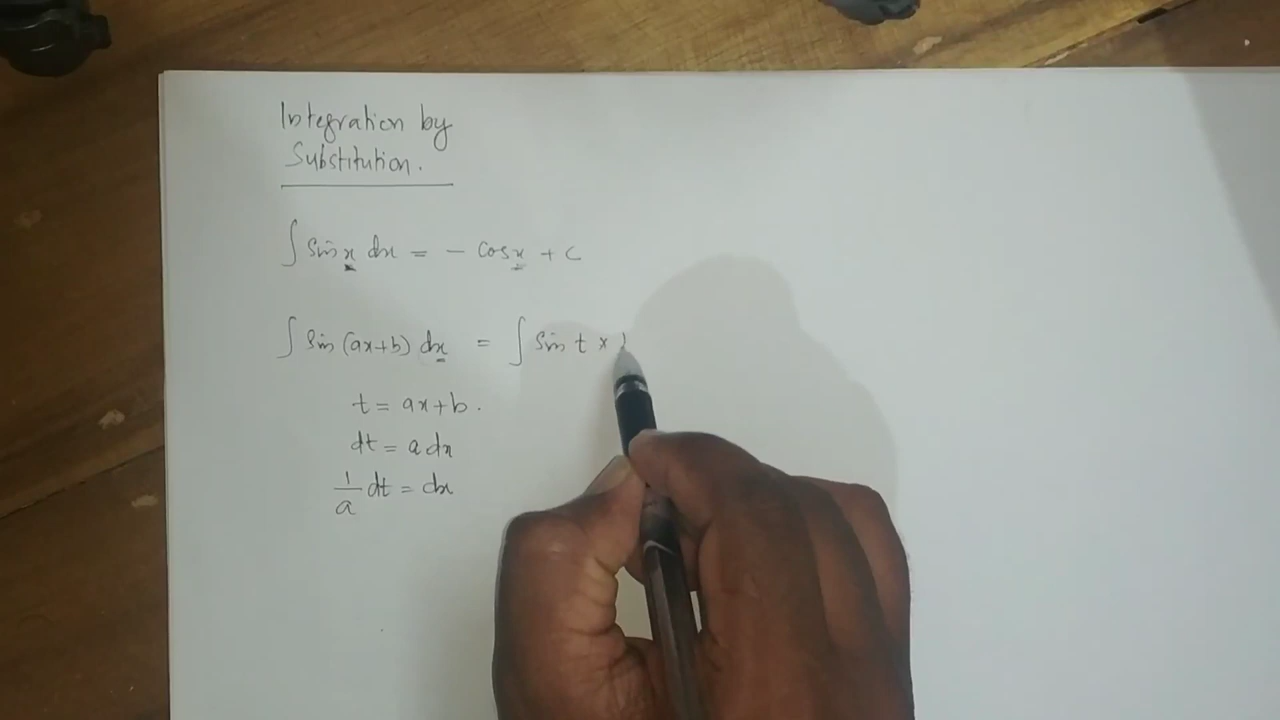 Integration by
Substitution.
∫ sin x dx = - cos x + c
∫ sin (ax+b) dx = ∫ sin t ×
t = ax+b.
dt = a dx
1/a dt = dx